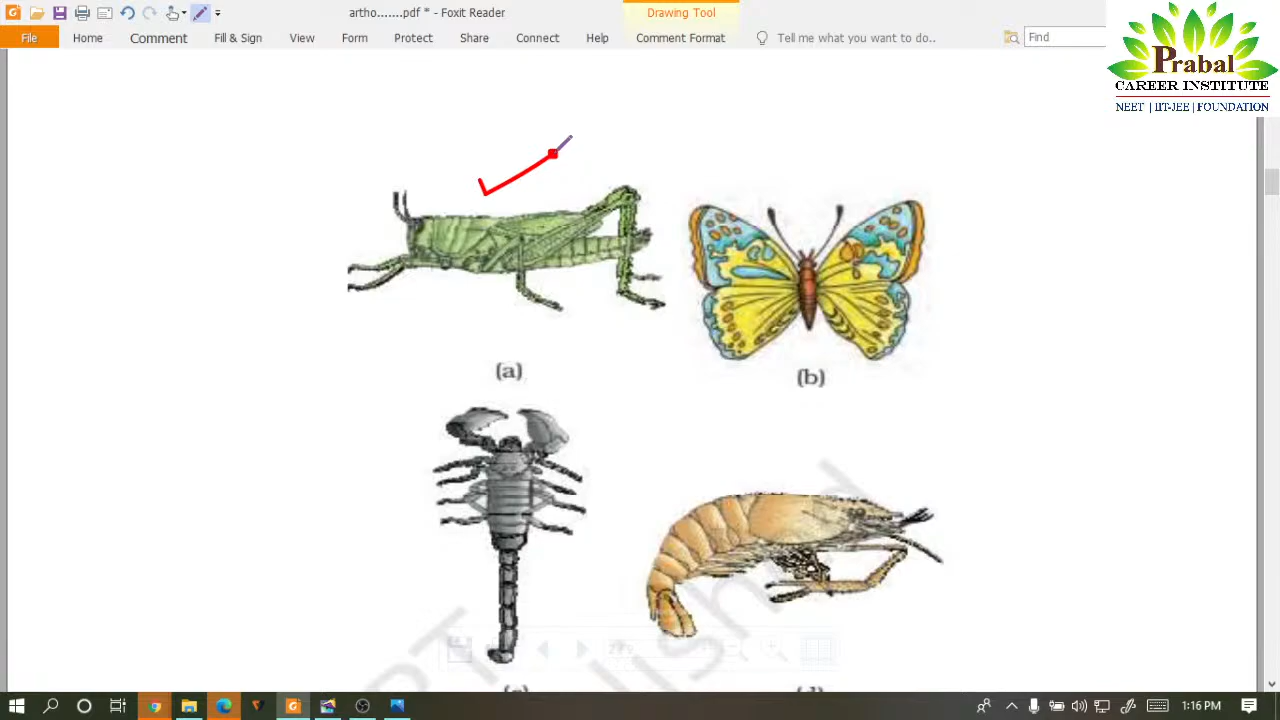 artho.......pdf * - Foxit Reader
Drawing Tool
File Home Comment Fill & Sign View Form Protect Share Connect Help Comment Format Tell me what you want to do.. Find
Prabal
CAREER INSTITUTE
NEET | IIT-JEE | FOUNDATION
(a)
(b)
(c)
(d)
1:16 PM